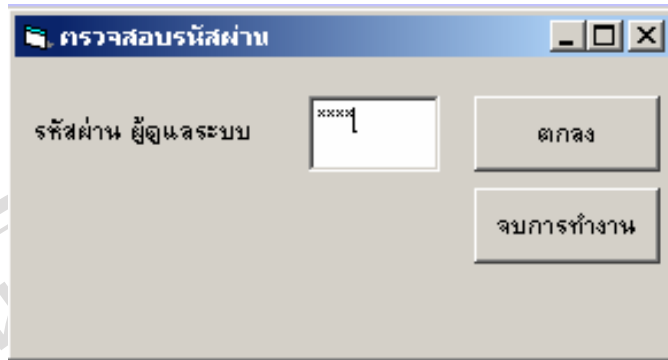 ตรวจสอบรหัสผ่าน
รหัสผ่าน ผู้ดูแลระบบ
xxxx
ตกลง
จบการทำงาน